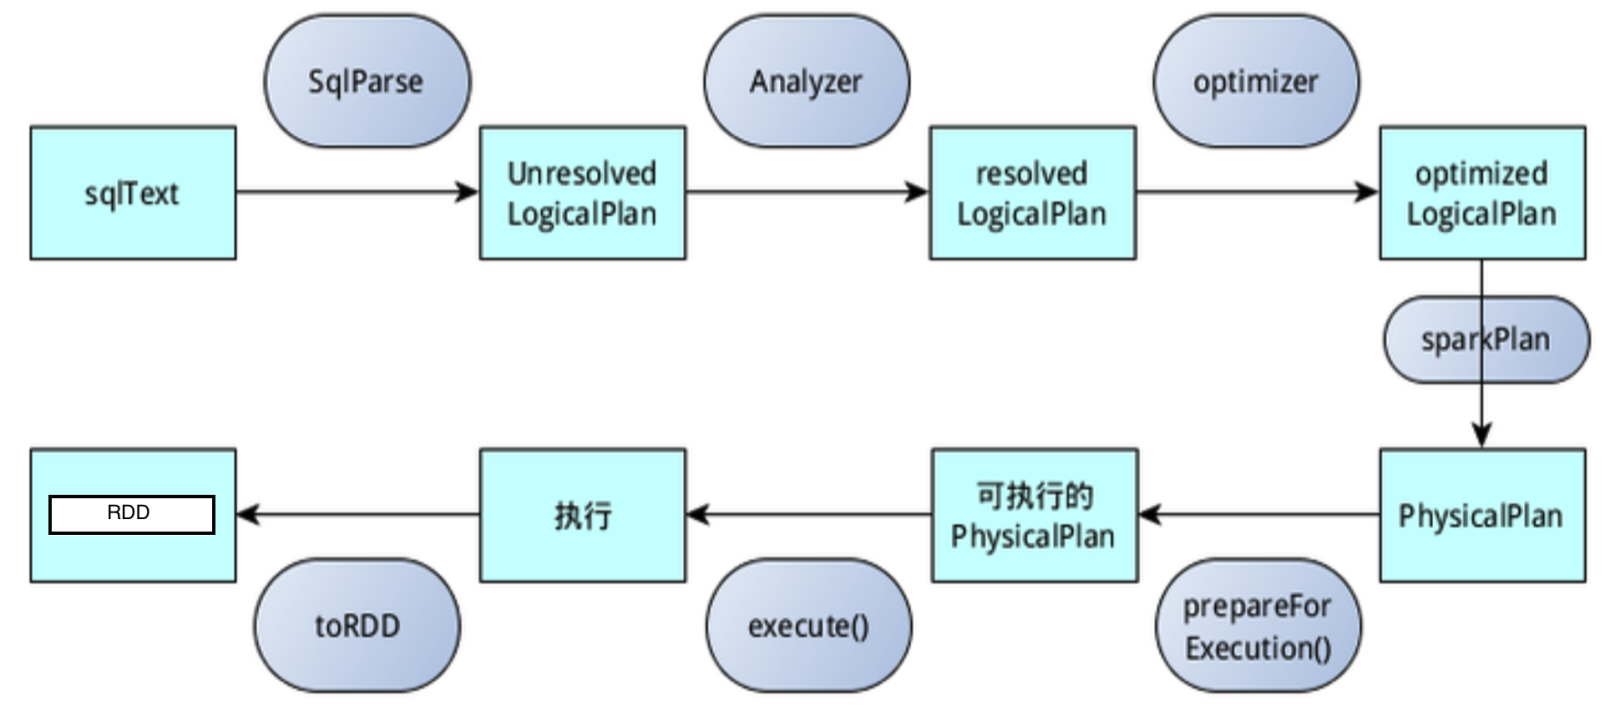 SqlParse
Analyzer
optimizer
sqlText
Unresolved
LogicalPlan
resolved
LogicalPlan
optimized
LogicalPlan
sparkPlan
RDD
执行
可执行的
PhysicalPlan
PhysicalPlan
toRDD
execute()
prepareFor
Execution()